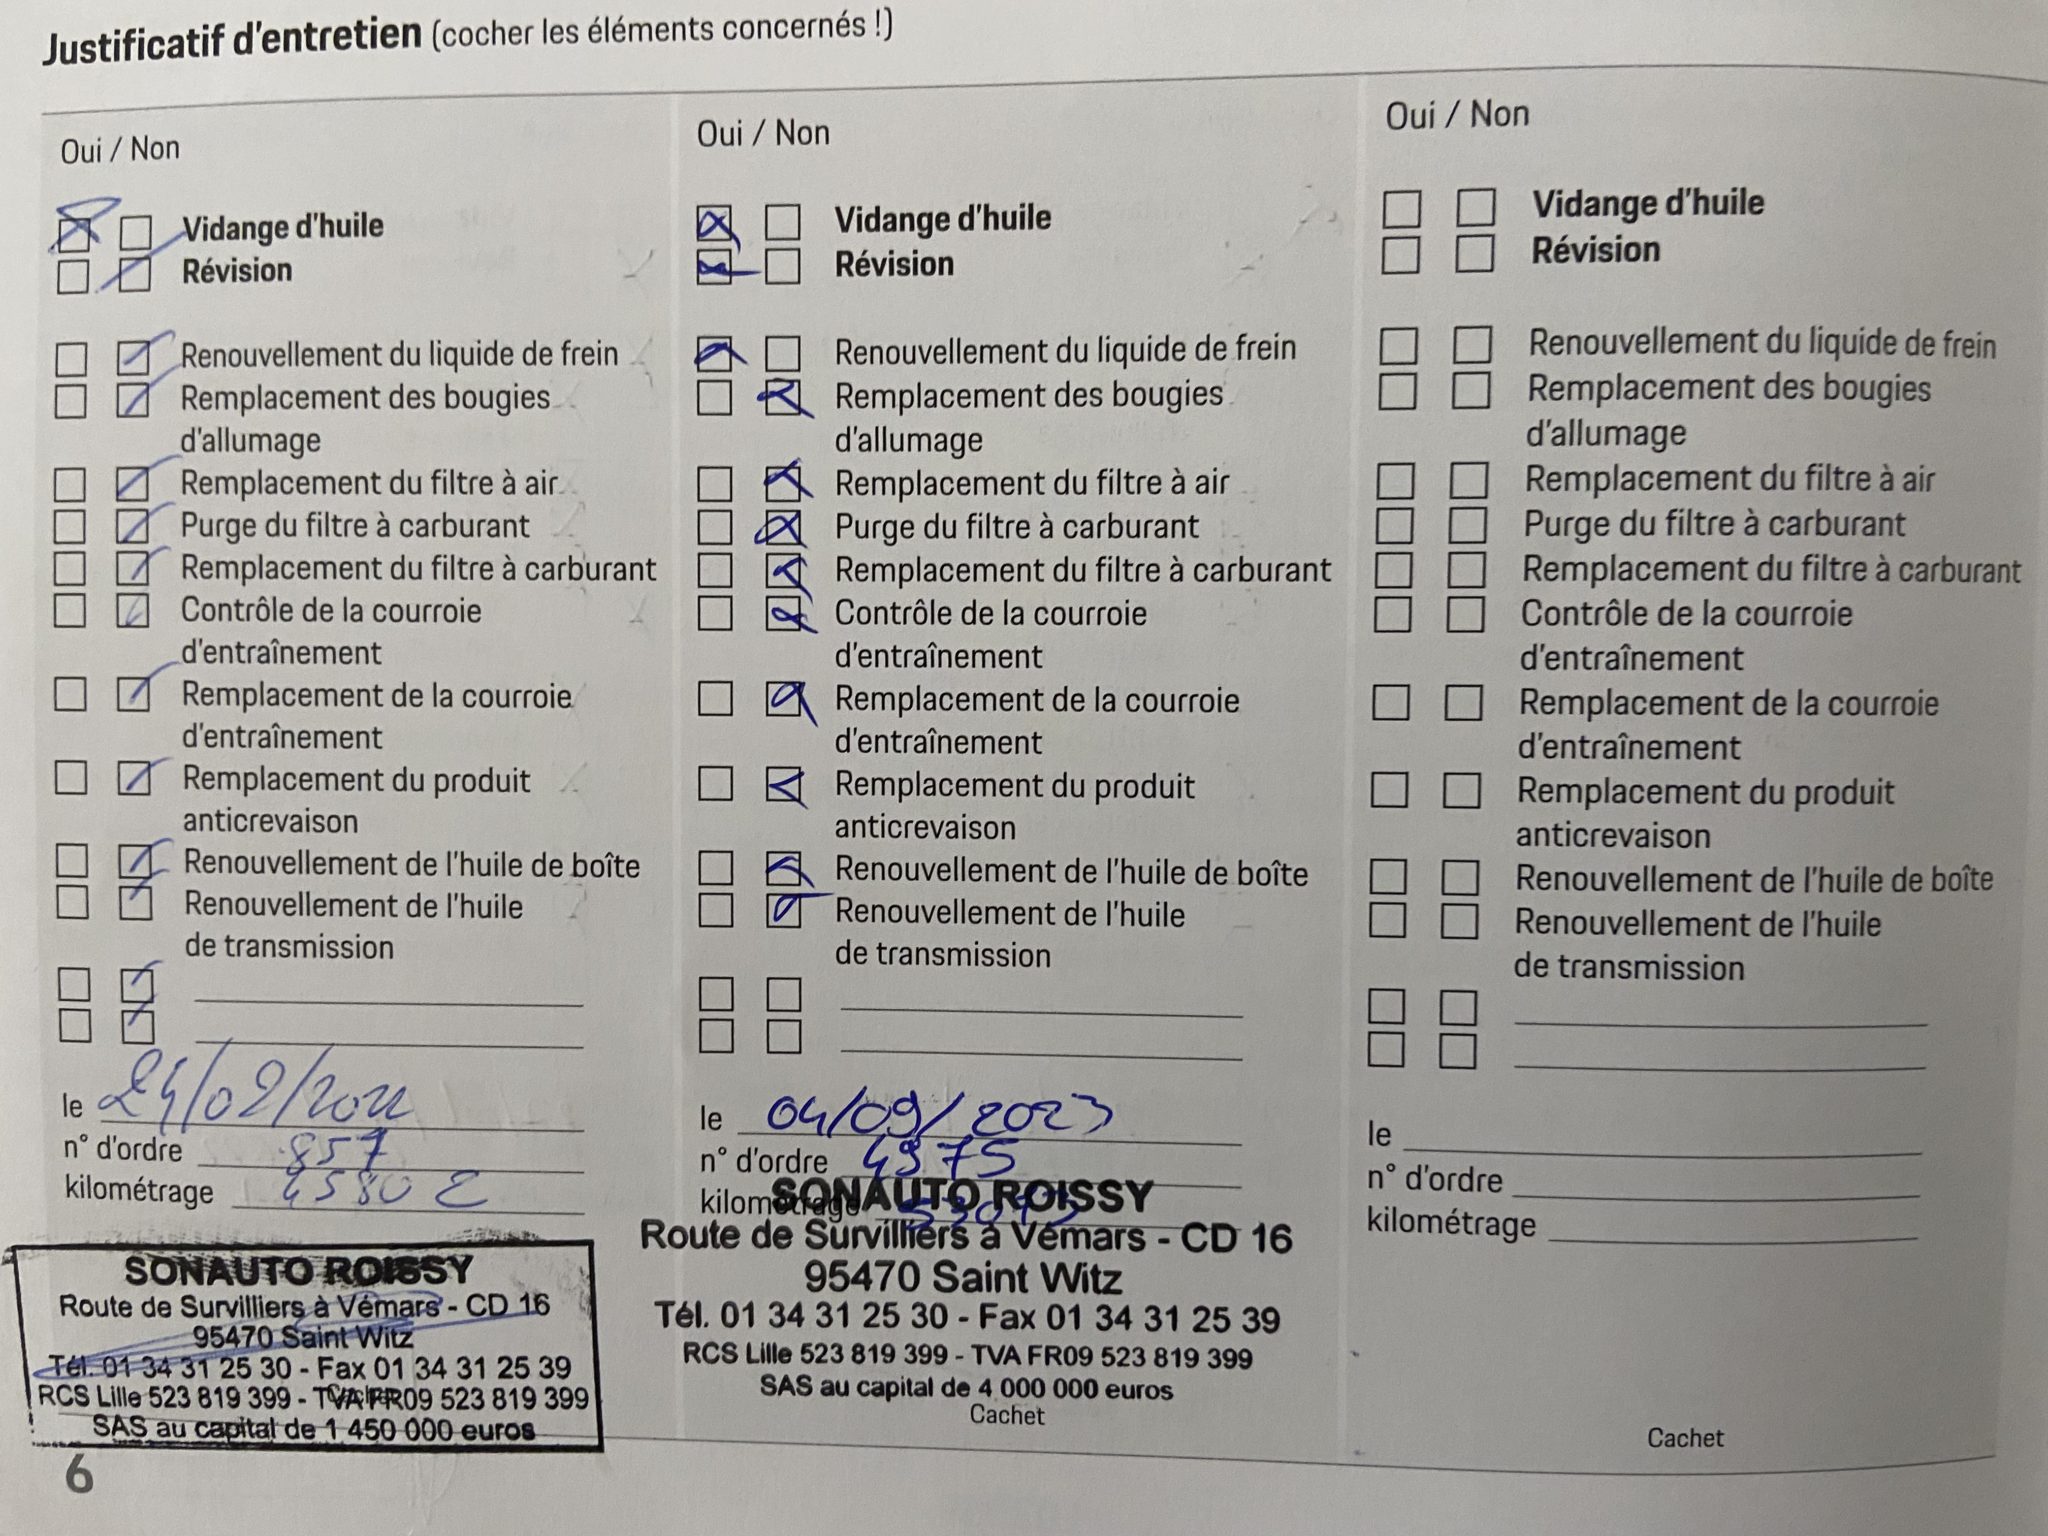 Justificatif d'entretien (cocher les éléments concernés !)
Oui / Non
Vidange d'huile
Révision
Renouvellement du liquide de frein
Remplacement des bougies
d'allumage
Remplacement du filtre à air
Purge du filtre à carburant
Remplacement du filtre à carburant
Contrôle de la courroie
d'entraînement
Remplacement de la courroie
d'entraînement
Remplacement du produit
anticrevaison
Renouvellement de l'huile de boîte
Renouvellement de l'huile
de transmission
le 24/02/2022
n° d'ordre 857
kilométrage
SONAUTO ROISSY
Route de Survilliers à Vémars - CD 16
95470 Saint Witz
Tél. 01 34 31 25 30 - Fax 01 34 31 25 39
RCS Lille 523 819 399 - TVA FR09 523 819 399
Cachet
SAS au capital de 1 450 000 euros
6
Oui / Non
Vidange d'huile
Révision
Renouvellement du liquide de frein
Remplacement des bougies
d'allumage
Remplacement du filtre à air
Purge du filtre à carburant
Remplacement du filtre à carburant
Contrôle de la courroie
d'entraînement
Remplacement de la courroie
d'entraînement
Remplacement du produit
anticrevaison
Renouvellement de l'huile de boîte
Renouvellement de l'huile
de transmission
le 04/09/2023
n° d'ordre 4975
kilométrage
SONAUTO ROISSY
Route de Survilliers à Vémars - CD 16
95470 Saint Witz
Tél. 01 34 31 25 30 - Fax 01 34 31 25 39
RCS Lille 523 819 399 - TVA FR09 523 819 399
SAS au capital de 4 000 000 euros
Cachet
Oui / Non
Vidange d'huile
Révision
Renouvellement du liquide de frein
Remplacement des bougies
d'allumage
Remplacement du filtre à air
Purge du filtre à carburant
Remplacement du filtre à carburant
Contrôle de la courroie
d'entraînement
Remplacement de la courroie
d'entraînement
Remplacement du produit
anticrevaison
Renouvellement de l'huile de boîte
Renouvellement de l'huile
de transmission
le
n° d'ordre
kilométrage
Cachet